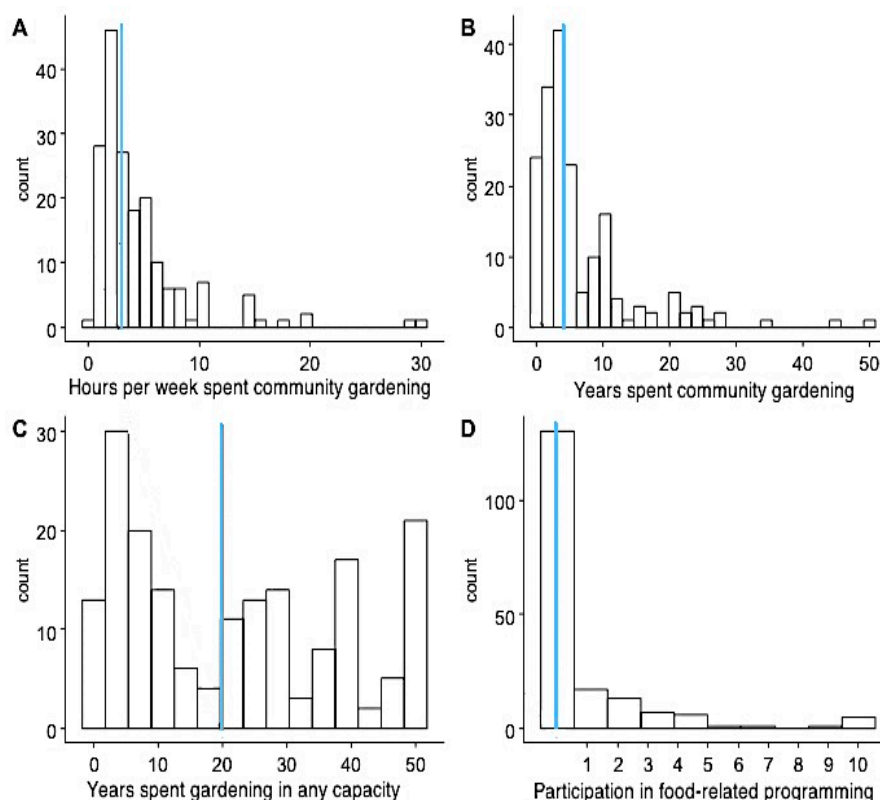 A
count
40
30
20
10
0
0 10 20 30
Hours per week spent community gardening
B
count
40
30
20
10
0
0 10 20 30 40 50
Years spent community gardening
C
count
30
20
10
0
0 10 20 30 40 50
Years spent gardening in any capacity
D
count
100
50
0
1 2 3 4 5 6 7 8 9 10
Participation in food-related programming